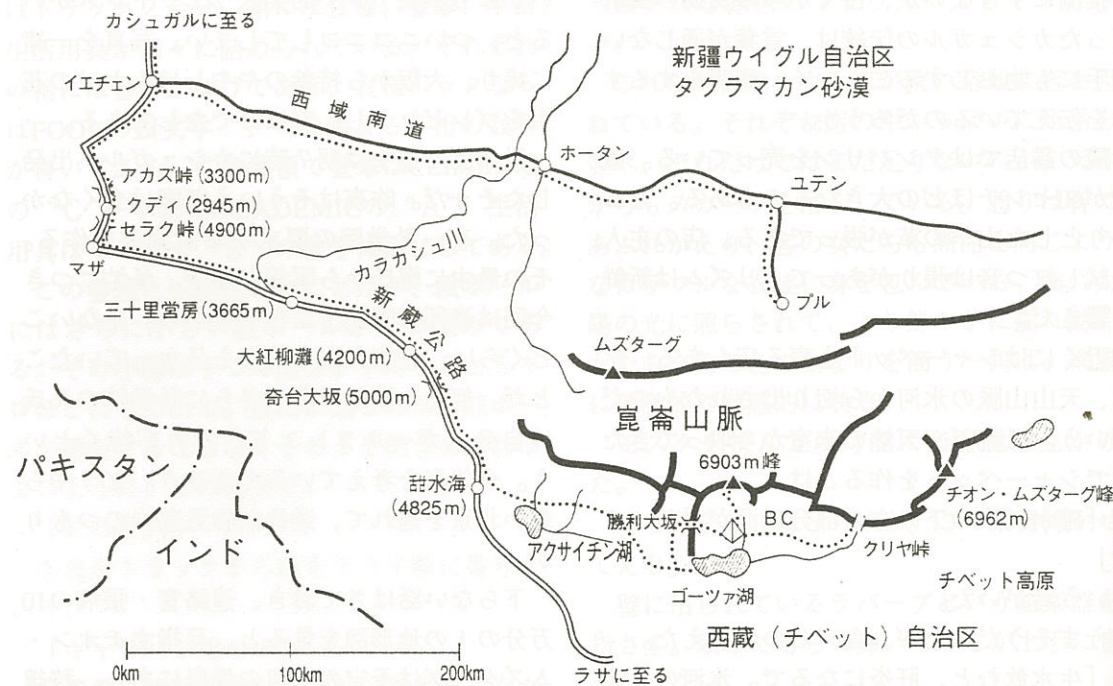 カシュガルに至る
新疆ウイグル自治区
タクラマカン砂漠
イエチェン
西域南道
ホータン
ユテン
アカズ峠(3300m)
クディ(2945m)
セラク峠(4900m)
マザ
カラカシュ川
新蔵公路
三十里営房(3665m)
プル
大紅柳灘(4200m)
ムズターグ
奇台大坂(5000m)
崑崙山脈
6903m峰
パキスタン
甜水海
(4825m)
チオン・ムズターグ峰
(6962m)
勝利大坂
B.C.
クリヤ峠
アクサイチン湖
インド
ゴーツァ湖
チベット高原
西蔵(チベット)自治区
0km
100km
200km
ラサに至る